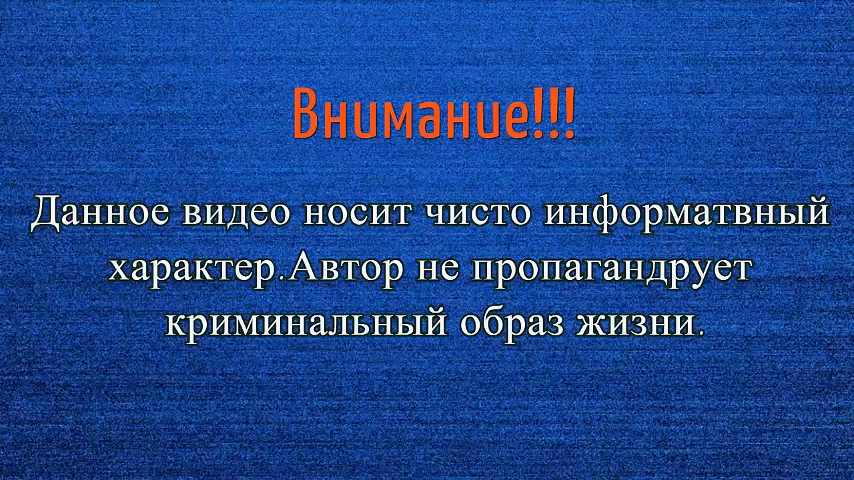 Внимание!!!
Данное видео носит чисто информатвный
характер.Автор не пропагандрует
криминальный образ жизни.